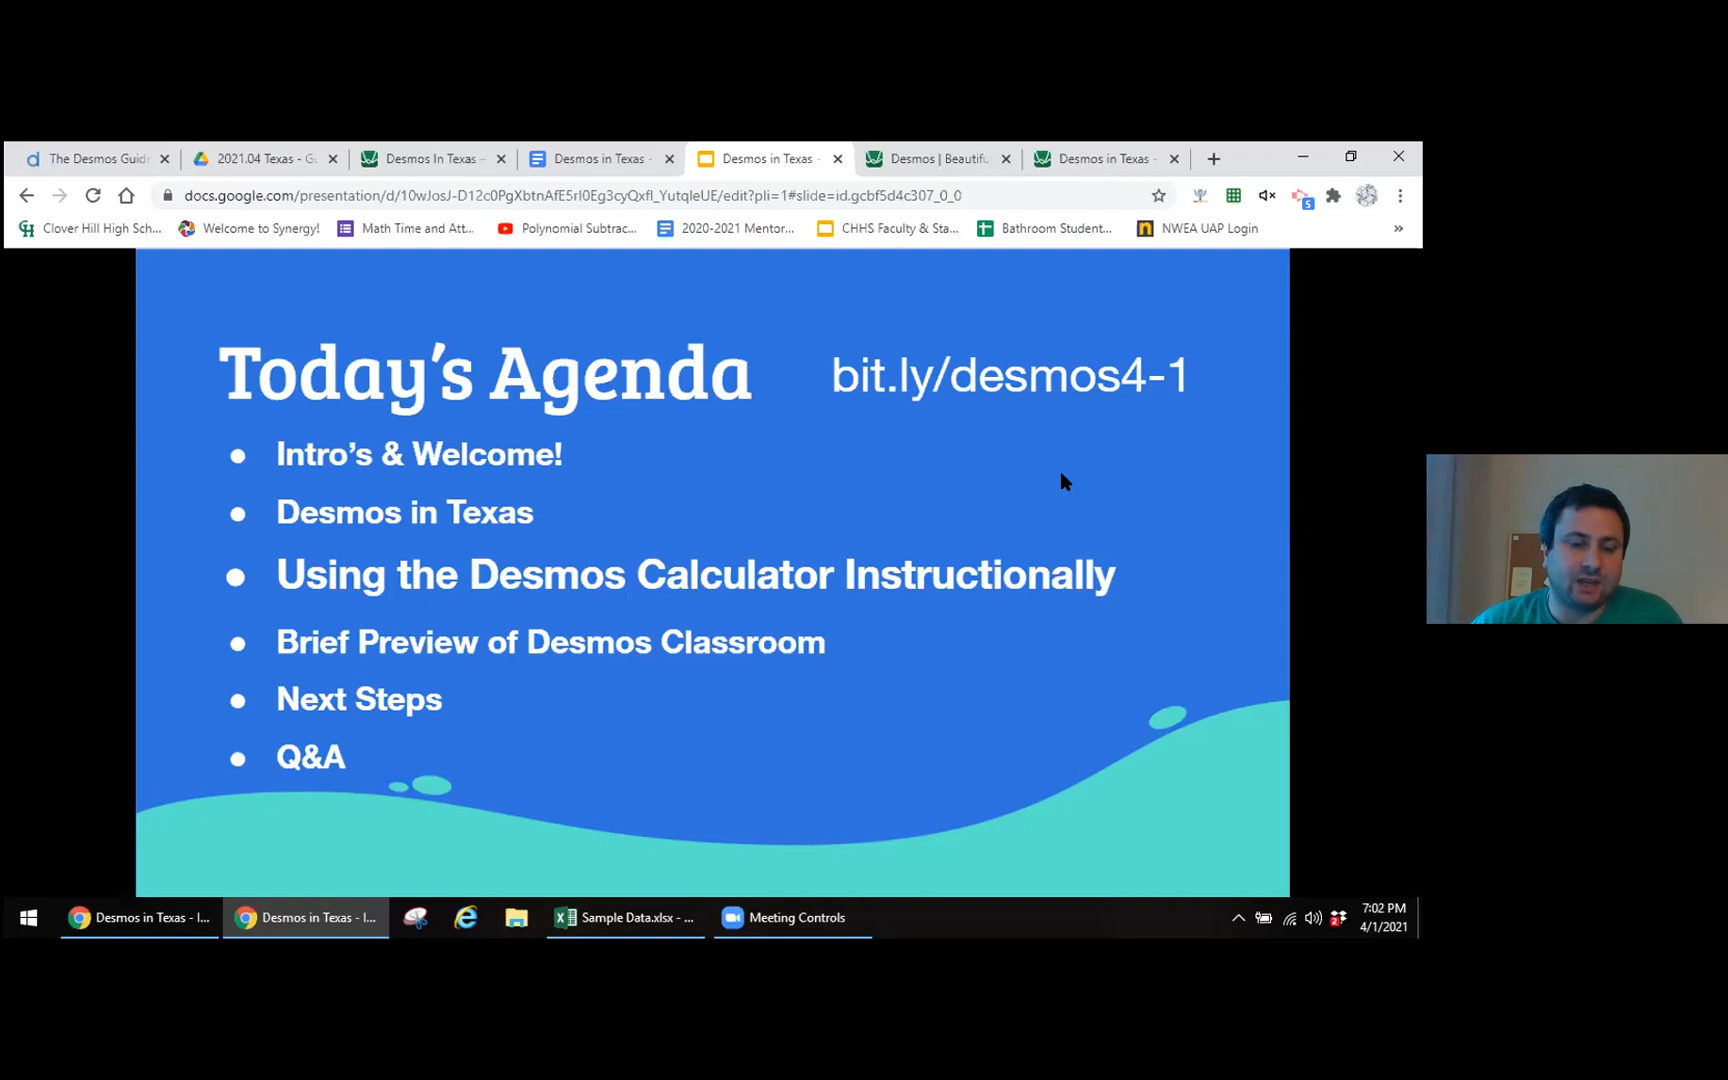 The Desmos Guid
2021.04 Texas - G
Desmos In Texas –
Desmos in Texas -
Desmos in Texas -
Desmos | Beautifu
Desmos in Texas -
docs.google.com/presentation/d/10wJosJ-D12c0PgXbtnAfE5rI0Eg3cyQxfI_YutqIeUE/edit?pli=1#slide=id.gcbf5d4c307_0_0
5
Clover Hill High Sch...
Welcome to Synergy!
Math Time and Att...
Polynomial Subtrac...
2020-2021 Mentor...
CHHS Faculty & Sta...
Bathroom Student...
NWEA UAP Login
»
Today's Agenda
bit.ly/desmos4-1
● Intro's & Welcome!
● Desmos in Texas
● Using the Desmos Calculator Instructionally
● Brief Preview of Desmos Classroom
● Next Steps
● Q&A
Desmos in Texas - I...
Desmos in Texas - I...
Sample Data.xlsx - ...
Meeting Controls
2
7:02 PM
4/1/2021